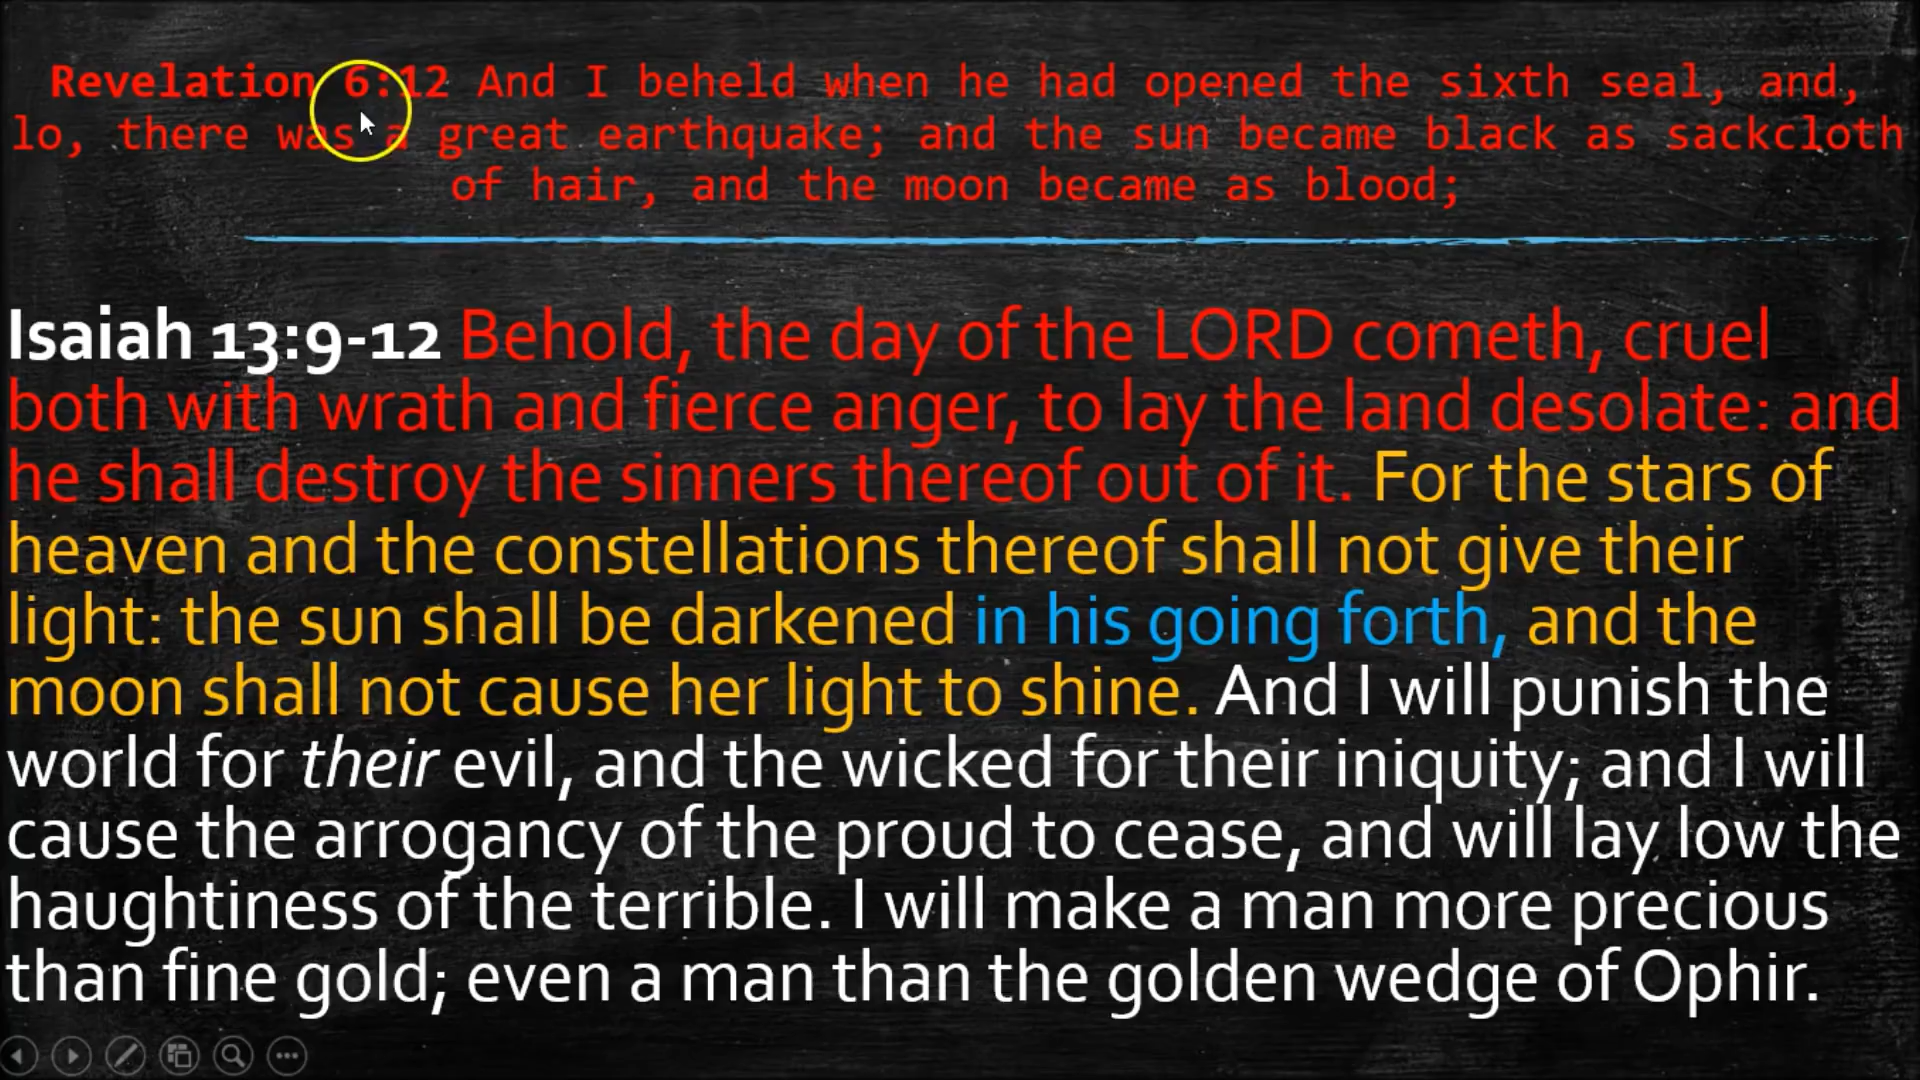 Revelation 6:12 And I beheld when he had opened the sixth seal, and,
lo, there was a great earthquake; and the sun became black as sackcloth
of hair, and the moon became as blood;
Isaiah 13:9-12 Behold, the day of the LORD cometh, cruel
both with wrath and fierce anger, to lay the land desolate: and
he shall destroy the sinners thereof out of it. For the stars of
heaven and the constellations thereof shall not give their
light: the sun shall be darkened in his going forth, and the
moon shall not cause her light to shine. And I will punish the
world for their evil, and the wicked for their iniquity; and I will
cause the arrogancy of the proud to cease, and will lay low the
haughtiness of the terrible. I will make a man more precious
than fine gold; even a man than the golden wedge of Ophir.